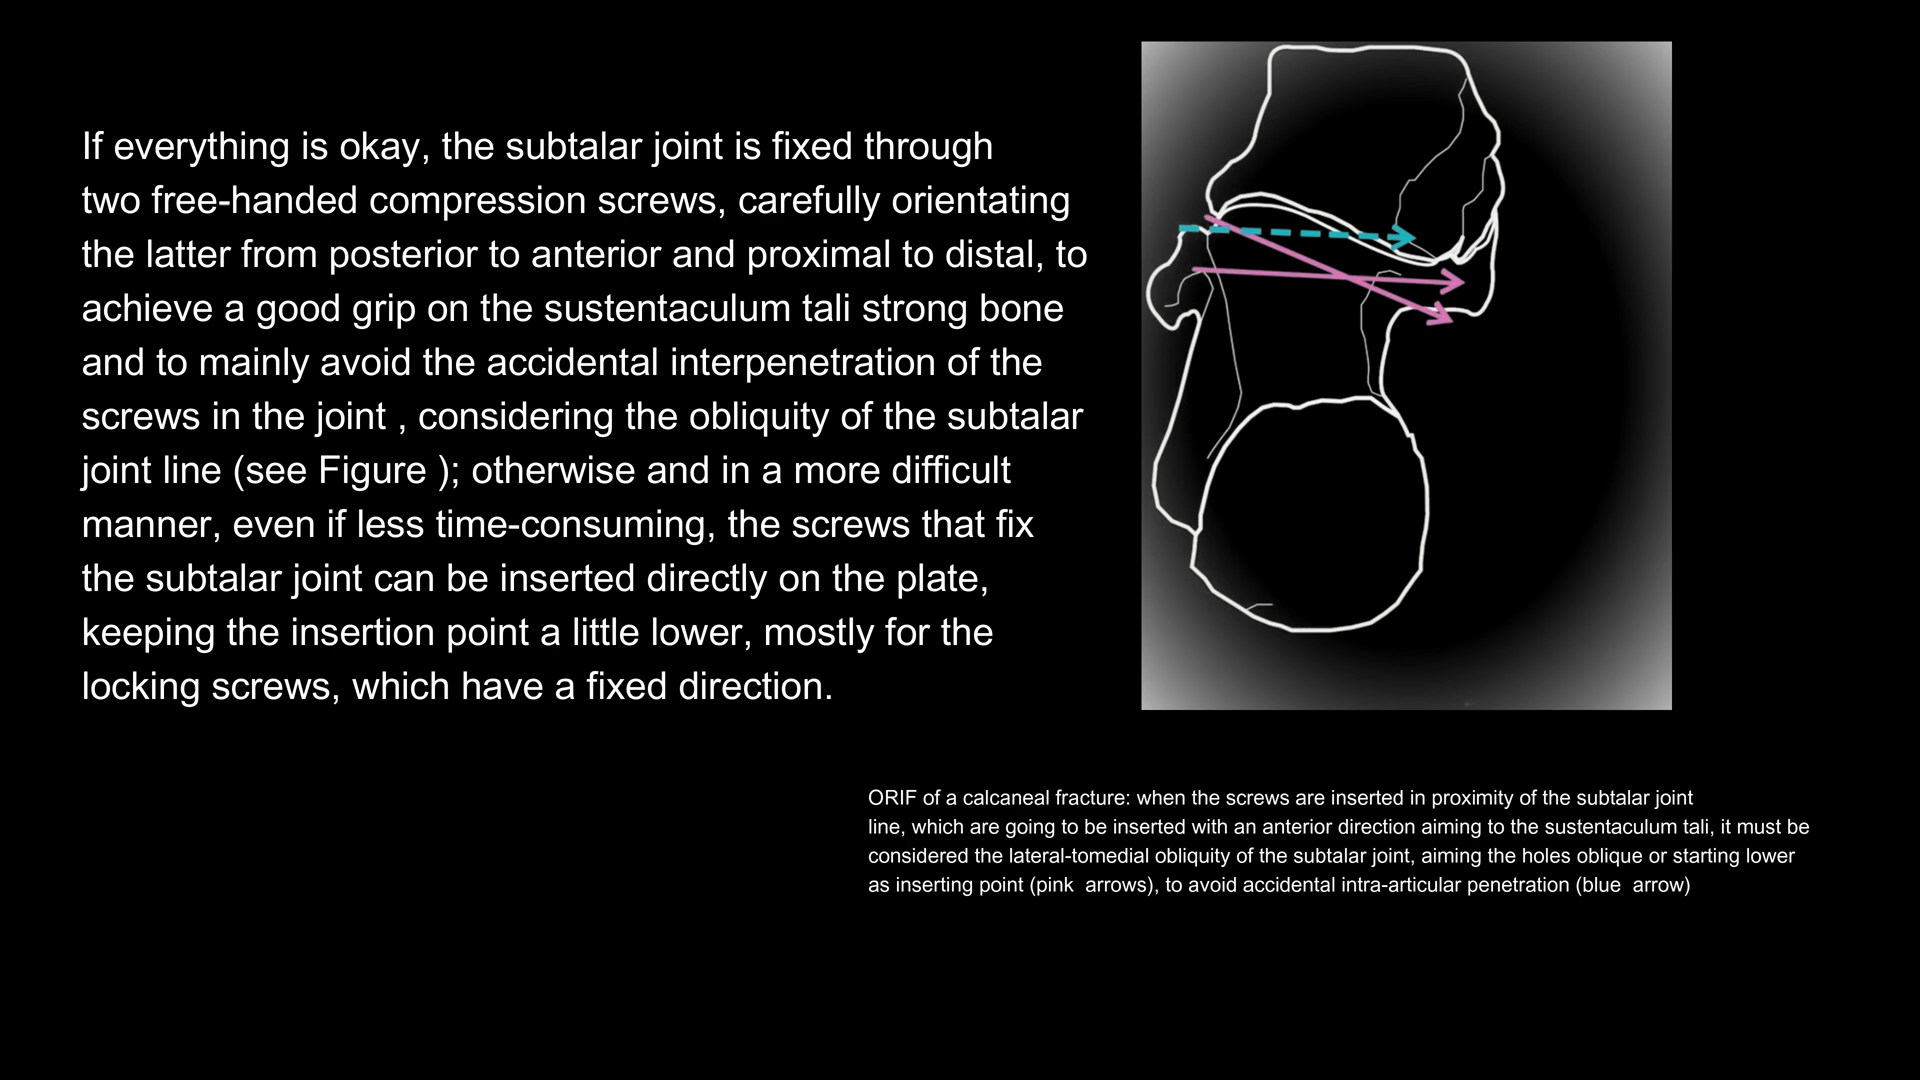 If everything is okay, the subtalar joint is fixed through
two free-handed compression screws, carefully orientating
the latter from posterior to anterior and proximal to distal, to
achieve a good grip on the sustentaculum tali strong bone
and to mainly avoid the accidental interpenetration of the
screws in the joint , considering the obliquity of the subtalar
joint line (see Figure ); otherwise and in a more difficult
manner, even if less time-consuming, the screws that fix
the subtalar joint can be inserted directly on the plate,
keeping the insertion point a little lower, mostly for the
locking screws, which have a fixed direction.
ORIF of a calcaneal fracture: when the screws are inserted in proximity of the subtalar joint
line, which are going to be inserted with an anterior direction aiming to the sustentaculum tali, it must be
considered the lateral-tomedial obliquity of the subtalar joint, aiming the holes oblique or starting lower
as inserting point (pink  arrows), to avoid accidental intra-articular penetration (blue  arrow)